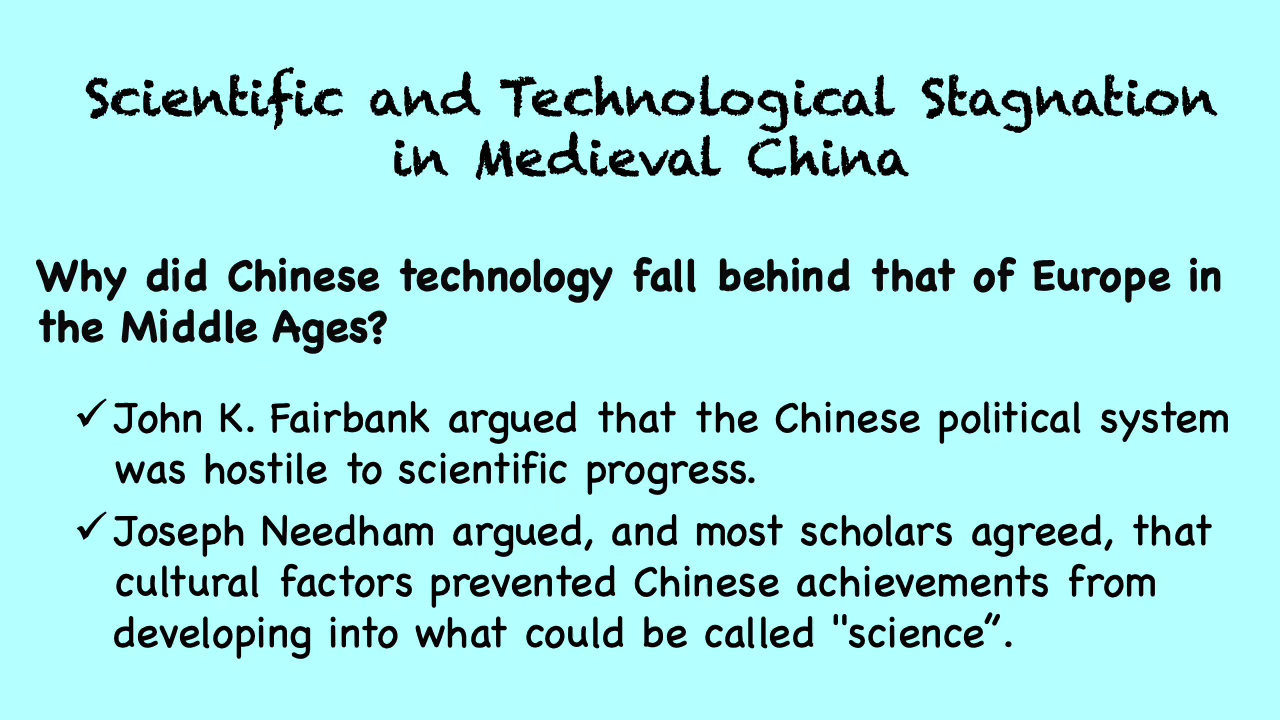 Scientific and Technological Stagnation
in Medieval China
Why did Chinese technology fall behind that of Europe in
the Middle Ages?
✓ John K. Fairbank argued that the Chinese political system
was hostile to scientific progress.
✓ Joseph Needham argued, and most scholars agreed, that
cultural factors prevented Chinese achievements from
developing into what could be called "science”.